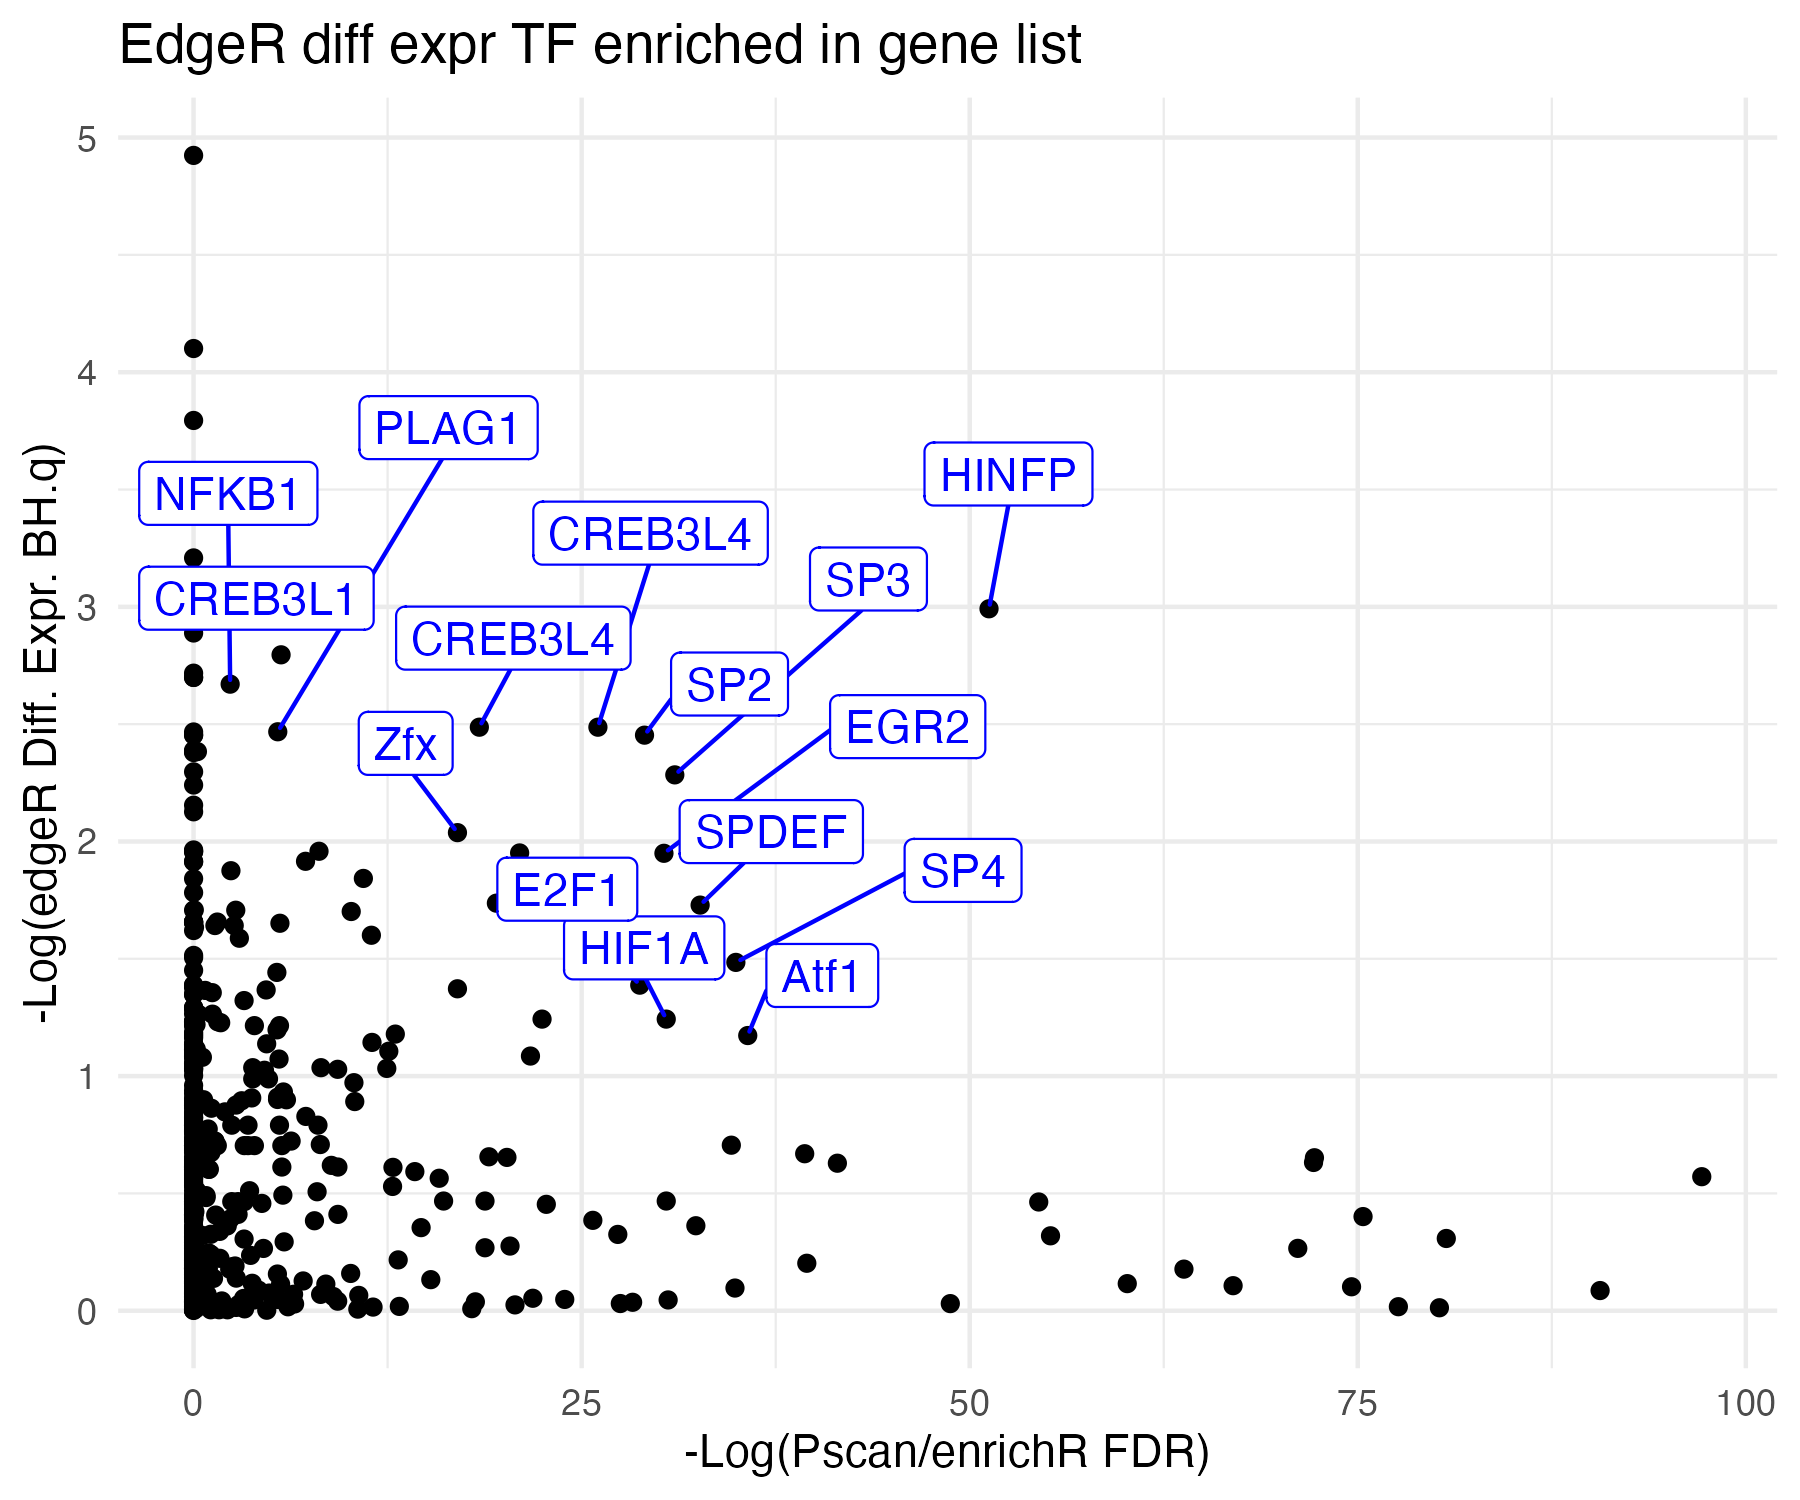 EdgeR diff expr TF enriched in gene list
-Log(edgeR Diff. Expr. BH.q)
5
4
3
2
1
0
PLAG1
HINFP
NFKB1
CREB3L4
SP3
CREB3L1
CREB3L4
SP2
EGR2
Zfx
SPDEF
SP4
E2F1
HIF1A
Atf1
0
25
50
75
100
-Log(Pscan/enrichR FDR)